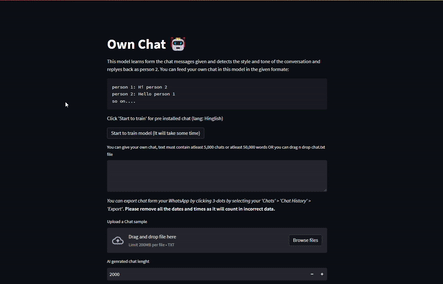 Own Chat
This model learns form the chat messages given and detects the style and tone of the conversation and
replyes back as person 2. You can feed your own chat in this model in the given formate:
person 1: Hi person 2
person 2: Hello person 1
so on....
Click 'Start to train' for pre installed chat (lang: Hinglish)
Start to train model (it will take some time)
You can give your own chat, text must contain atleast 5,000 chats or atleast 50,000 words OR you can drag n drop chat.txt
file
You can export chat form your WhatsApp by clicking 3-dots by selecting your 'Chats' > 'Chat History' >
'Export'. Please remove all the dates and times as it will count in incorrect data.
Upload a Chat sample
Drag and drop file here
Limit 200MB per file • TXT
Browse files
AI genrated chat lenght
2000